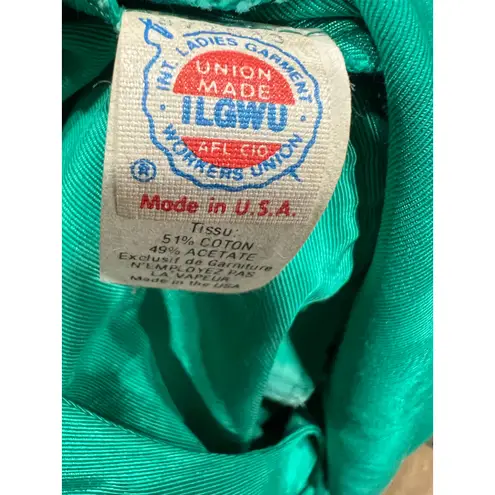 INT. LADIES GARMENT
UNION
MADE
ILGWU
AFL.CIO
WORKERS UNION
®
Made in U.S.A.
TISSU:
51% COTON
49% ACETATE
Exclusif de Garniture
N'EMPLOYEZ PAS
LA VAPEUR
Made in the USA